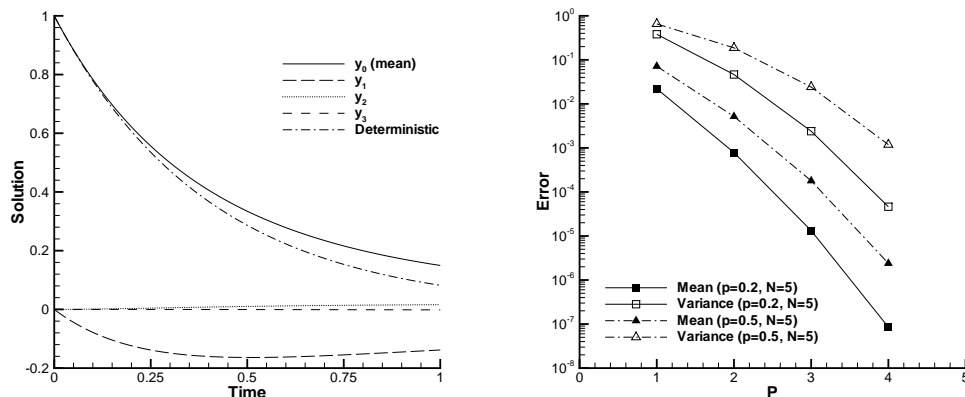 1
0.8
0.6
0.4
0.2
0
-0.2
Solution
0
0.25
0.5
0.75
1
Time
y0 (mean)
y1
y2
y3
Deterministic
10^0
10^-1
10^-2
10^-3
10^-4
10^-5
10^-6
10^-7
10^-8
Error
0
1
2
3
4
5
P
Mean (p=0.2, N=5)
Variance (p=0.2, N=5)
Mean (p=0.5, N=5)
Variance (p=0.5, N=5)